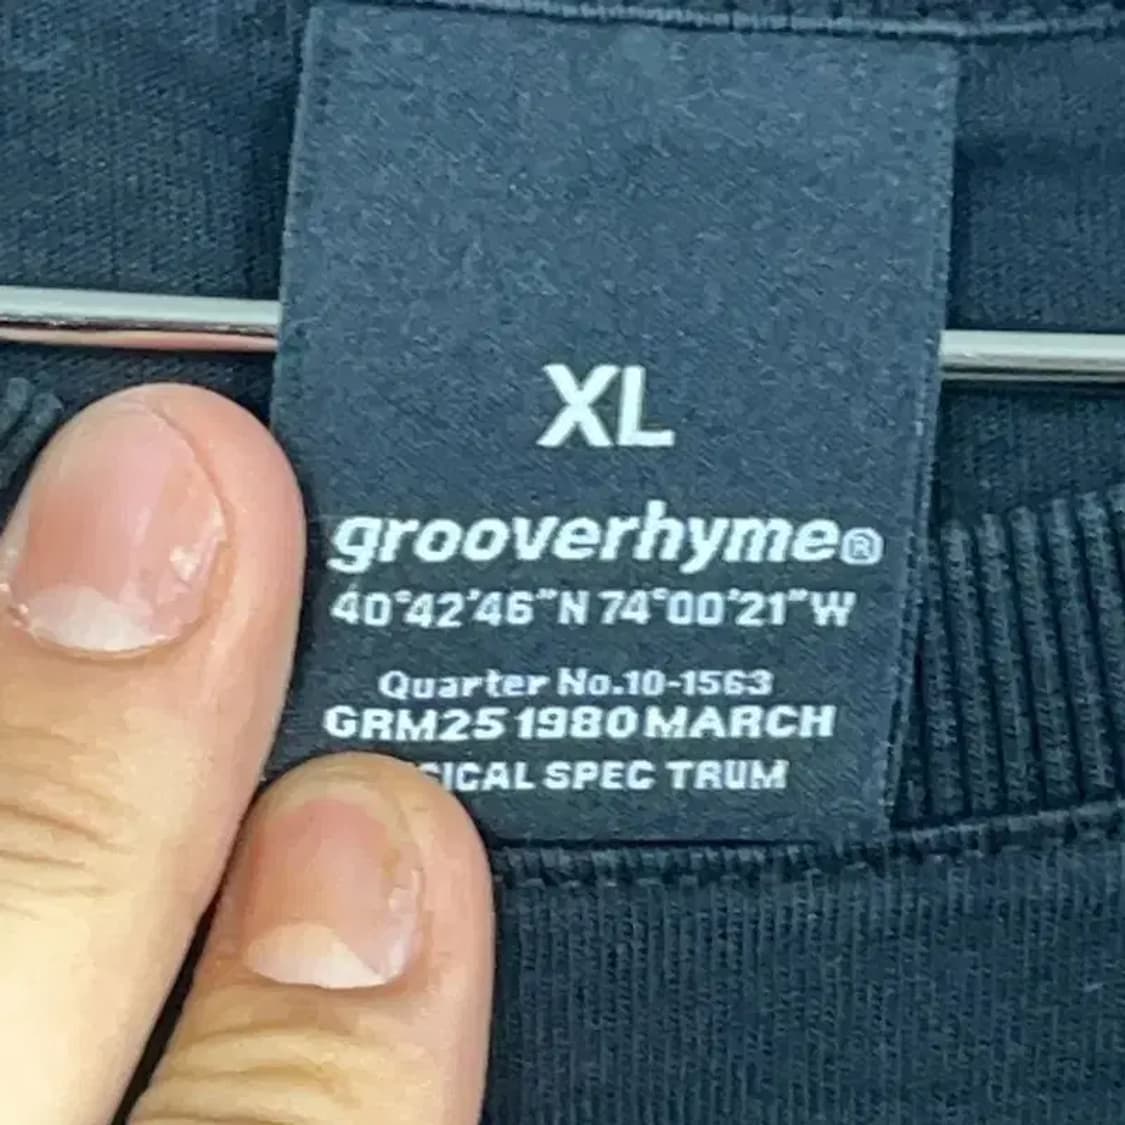 XL
grooverhyme®
40°42'46"N 74°00'21"W
Quarter No.10-1563
GRM25 1980 MARCH
SPEC TRUM